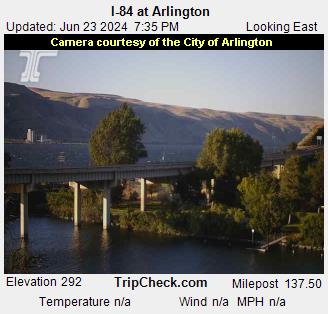 I-84 at Arlington
Updated: Jun 23 2024 7:35 PM Looking East
Camera courtesy of the City of Arlington
Elevation 292 TripCheck.com Milepost 137.50
Temperature n/a Wind n/a MPH n/a